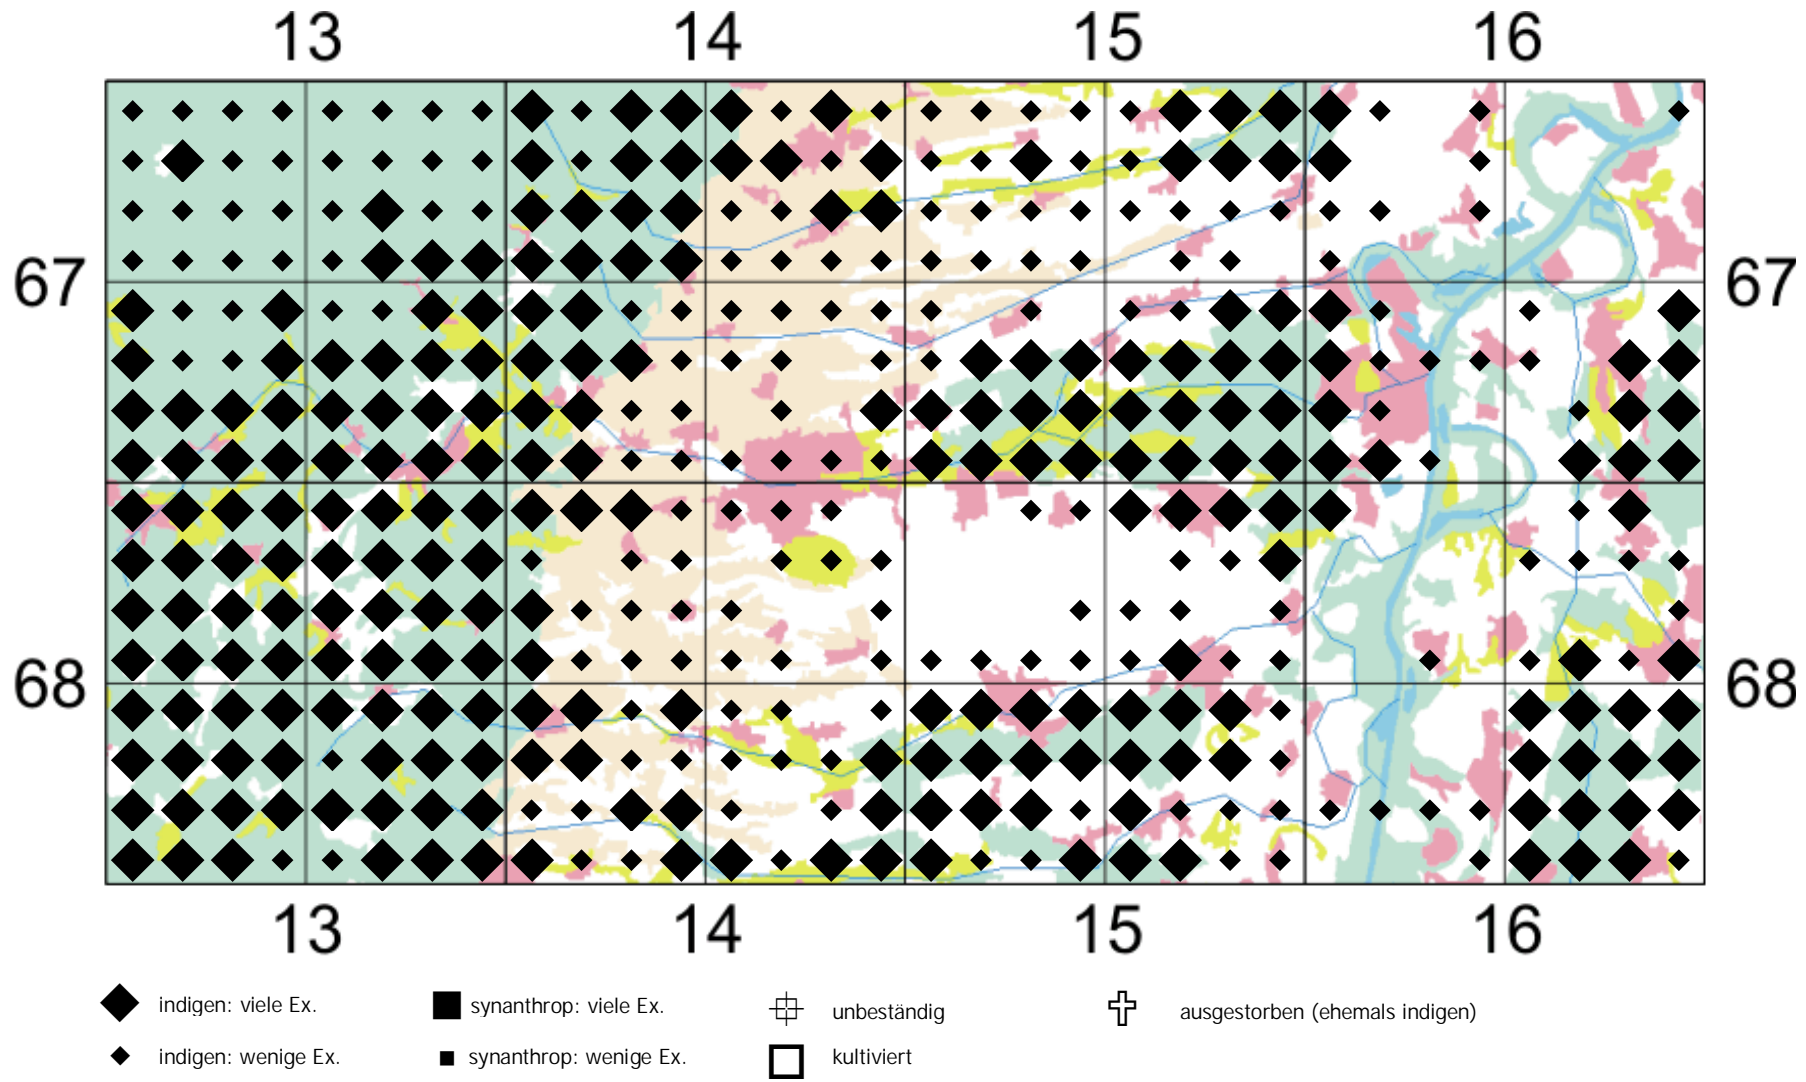 13 14 15 16
67 67
68 68
13 14 15 16
indigen: viele Ex. synanthrop: viele Ex. unbeständig ausgestorben (ehemals indigen)
indigen: wenige Ex. synanthrop: wenige Ex. kultiviert